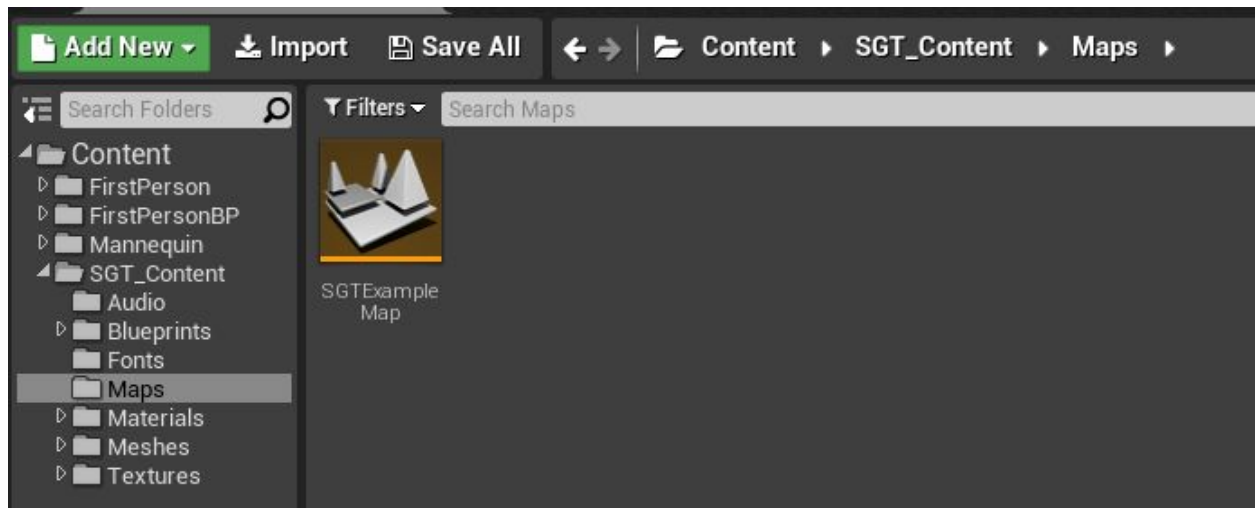 Add New Import Save All Content SGT_Content Maps
Search Folders Filters Search Maps
Content
FirstPerson
FirstPersonBP
Mannequin
SGT_Content
Audio
Blueprints
Fonts
Maps
Materials
Meshes
Textures
SGTExample
Map